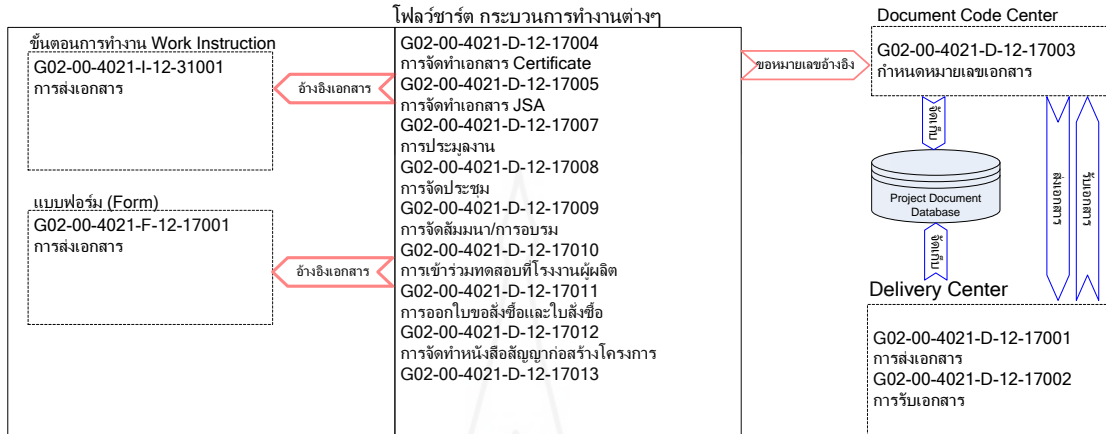 โฟลว์ชาร์ต กระบวนการทำงานต่างๆ
ขั้นตอนการทำงาน Work Instruction
G02-00-4021-I-12-31001
การส่งเอกสาร
อ้างอิงเอกสาร
แบบฟอร์ม (Form)
G02-00-4021-F-12-17001
การส่งเอกสาร
อ้างอิงเอกสาร
G02-00-4021-D-12-17004
การจัดทำเอกสาร Certificate
G02-00-4021-D-12-17005
การจัดทำเอกสาร JSA
G02-00-4021-D-12-17007
การประมูลงาน
G02-00-4021-D-12-17008
การจัดประชุม
G02-00-4021-D-12-17009
การจัดสัมมนา/การอบรม
G02-00-4021-D-12-17010
การเข้าร่วมทดสอบที่โรงงานผู้ผลิต
G02-00-4021-D-12-17011
การออกใบขอสั่งซื้อและใบสั่งซื้อ
G02-00-4021-D-12-17012
การจัดทำหนังสือสัญญาก่อสร้างโครงการ
G02-00-4021-D-12-17013
ขอหมายเลขอ้างอิง
Document Code Center
G02-00-4021-D-12-17003
กำหนดหมายเลขเอกสาร
จัดเก็บ
Project Document
Database
จัดเก็บ
ส่งเอกสาร
รับเอกสาร
Delivery Center
G02-00-4021-D-12-17001
การส่งเอกสาร
G02-00-4021-D-12-17002
การรับเอกสาร